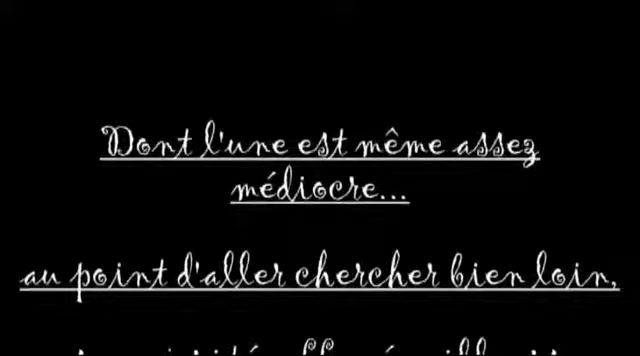 Dont l'une est même assez
médiocre...
au point d'aller chercher bien loin,